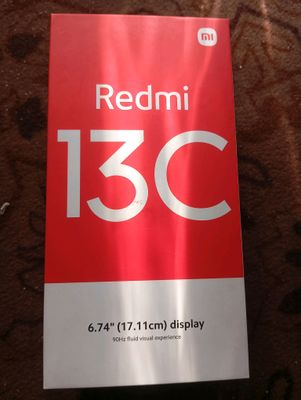 mi
Redmi
13C
6.74" (17.11cm) display
90Hz fluid visual experience